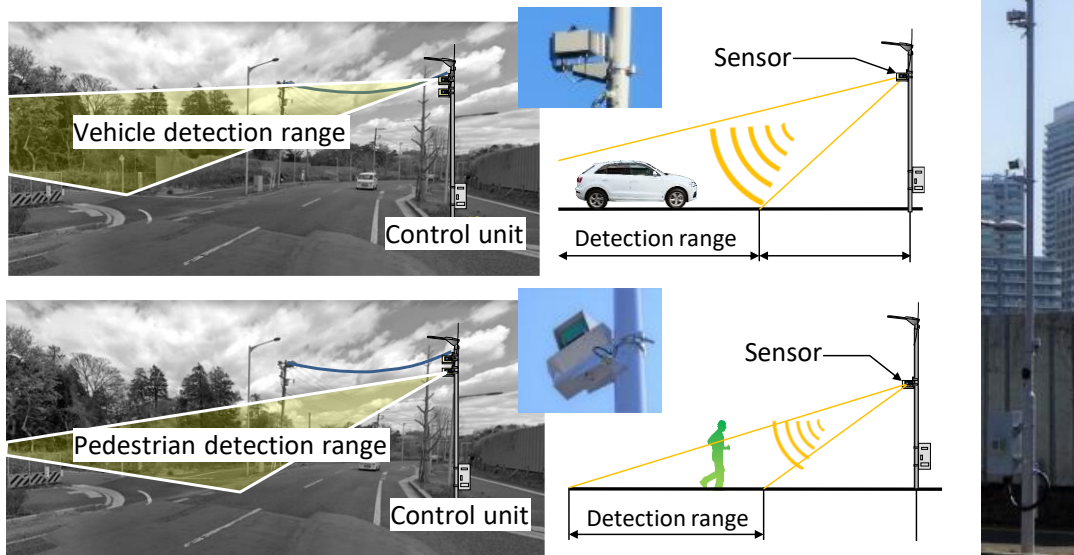 Vehicle detection range
Control unit
Sensor
Detection range
Pedestrian detection range
Control unit
Sensor
Detection range